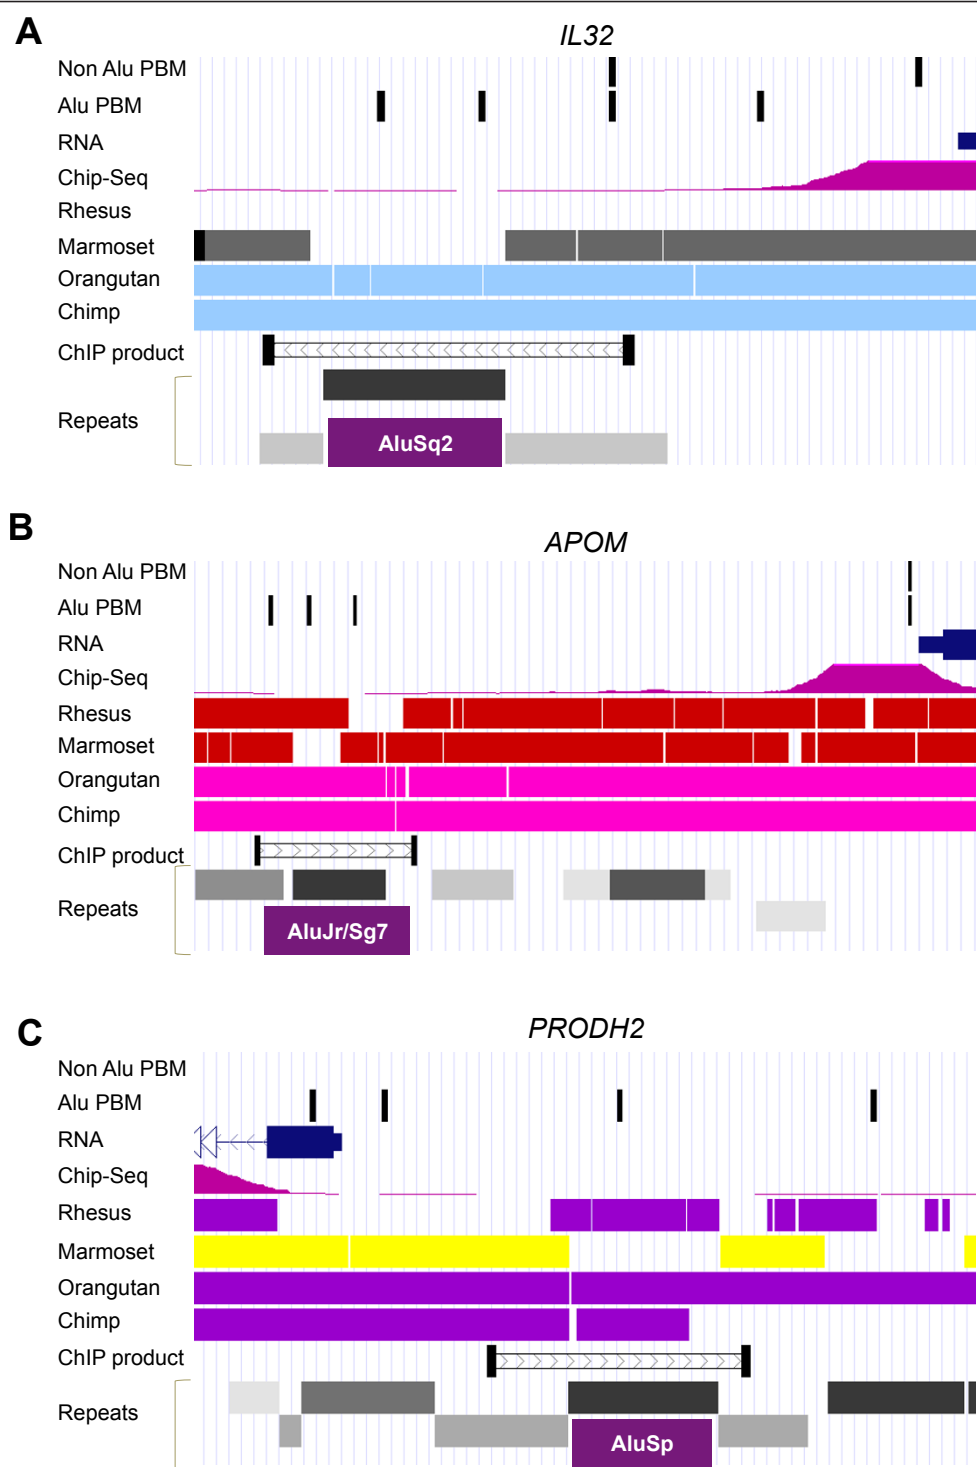 A
IL32
Non Alu PBM
Alu PBM
RNA
Chip-Seq
Rhesus
Marmoset
Orangutan
Chimp
ChIP product
Repeats
AluSq2
B
APOM
Non Alu PBM
Alu PBM
RNA
Chip-Seq
Rhesus
Marmoset
Orangutan
Chimp
ChIP product
Repeats
AluJr/Sg7
C
PRODH2
Non Alu PBM
Alu PBM
RNA
Chip-Seq
Rhesus
Marmoset
Orangutan
Chimp
ChIP product
Repeats
AluSp